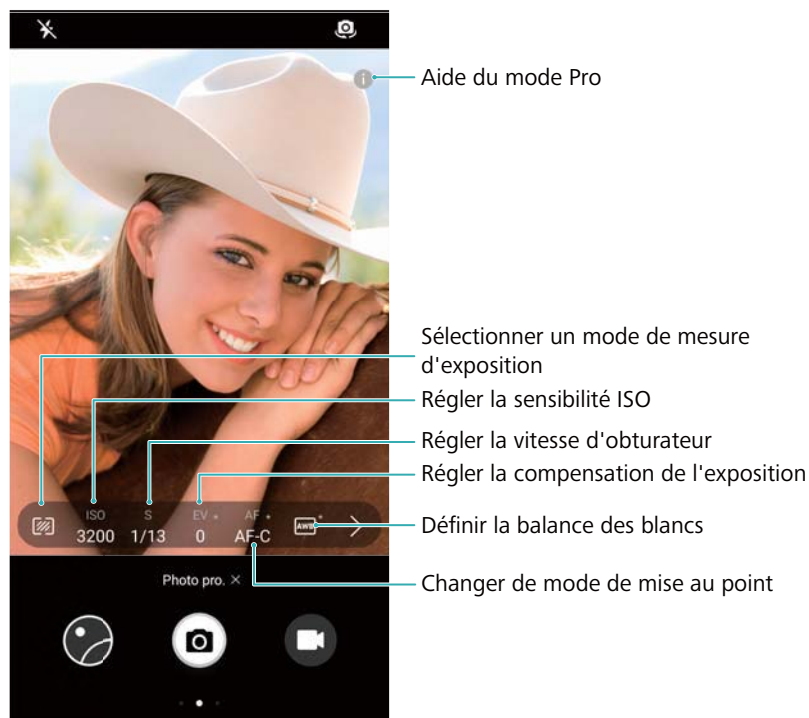 Aide du mode Pro
Sélectionner un mode de mesure
d'exposition
Régler la sensibilité ISO
Régler la vitesse d'obturateur
Régler la compensation de l'exposition
ISO S EV AF
3200 1/13 0 AF-C AWB
Définir la balance des blancs
Photo pro. ×
Changer de mode de mise au point